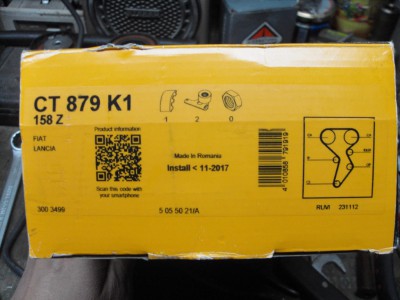 CT 879 K1
158 Z
1 2 0
FIAT
LANCIA
Product information
Scan this code with
your smartphone
Made in Romania
Install < 11-2017
300 3499
5 05 50 21/A
RUVI 231112